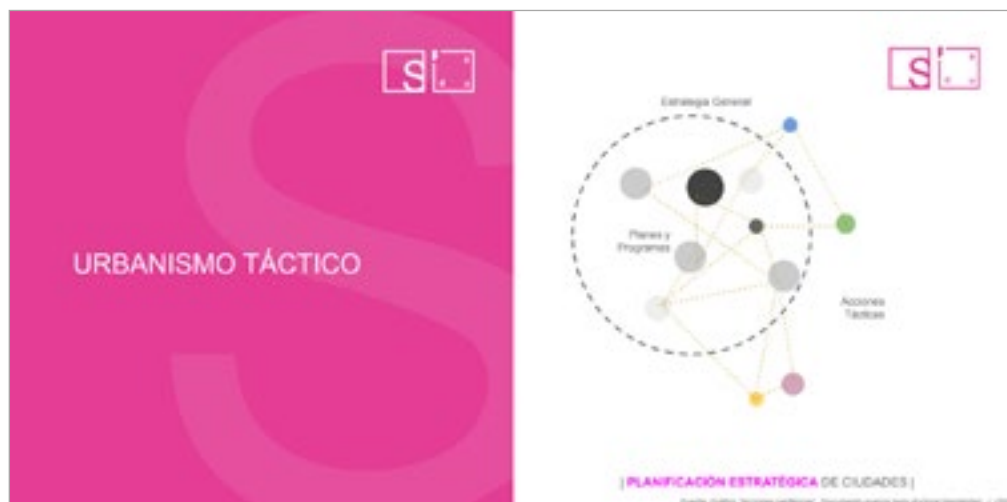 URBANISMO TÁCTICO
Estrategia General
Planes y
Programas
Acciones
Tácticas
| PLANIFICACIÓN ESTRATÉGICA DE CIUDADES |